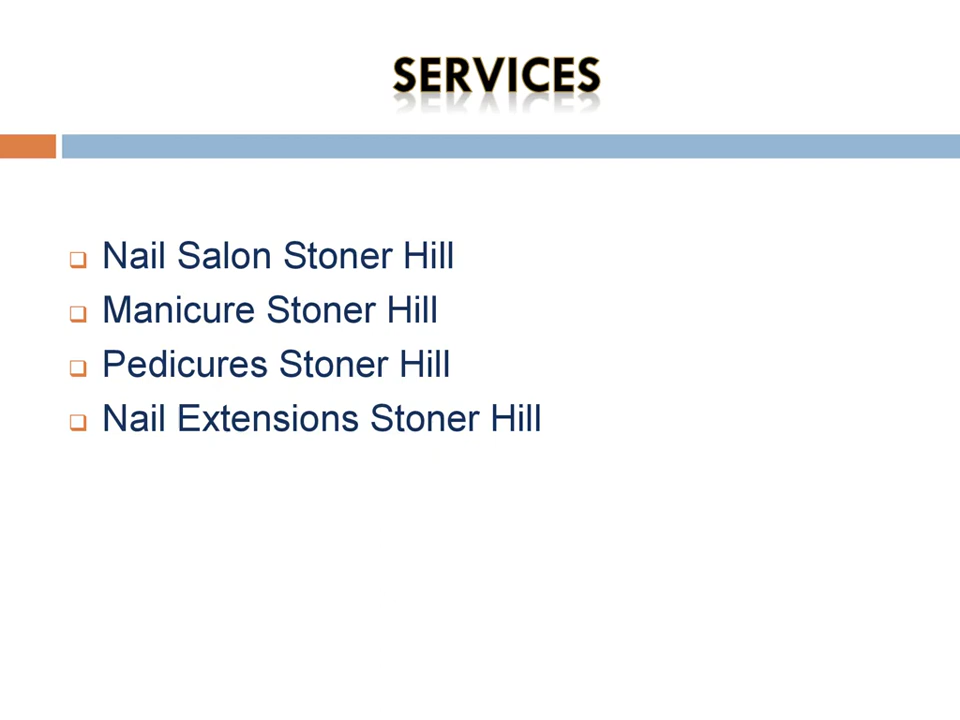 SERVICES
Nail Salon Stoner Hill
Manicure Stoner Hill
Pedicures Stoner Hill
Nail Extensions Stoner Hill